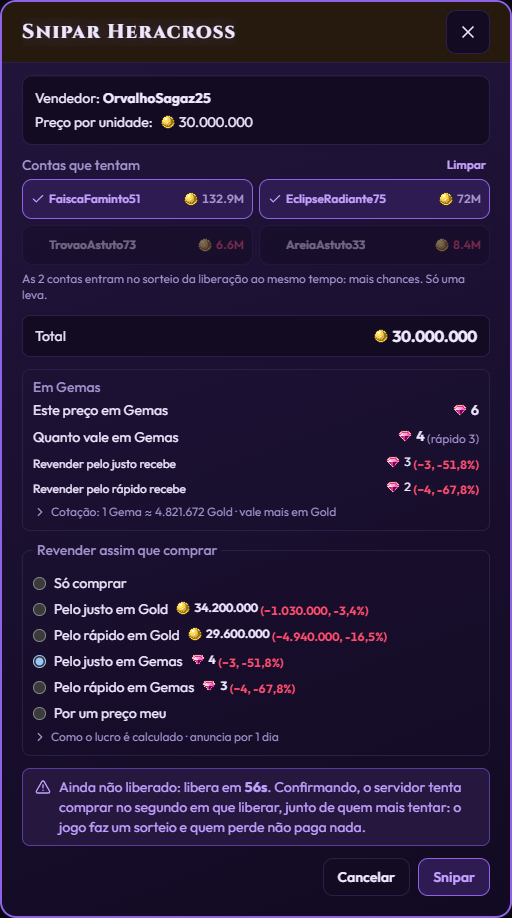 Snipar Heracross
Vendedor: OrvalhoSagaz25
Preço por unidade: 30.000.000
Contas que tentam Limpar
FaiscaFaminto51 132.9M EclipseRadiante75 72M
TrovaoAstuto73 6.6M AreiaAstuto33 8.4M
As 2 contas entram no sorteio da liberação ao mesmo tempo: mais chances. Só uma
leva.
Total 30.000.000
Em Gemas
Este preço em Gemas 6
Quanto vale em Gemas 4 (rápido 3)
Revender pelo justo recebe 3 (−3, -51,8%)
Revender pelo rápido recebe 2 (−4, -67,8%)
Cotação: 1 Gema ≈ 4.821.672 Gold · vale mais em Gold
Revender assim que comprar
Só comprar
Pelo justo em Gold 34.200.000 (−1.030.000, -3,4%)
Pelo rápido em Gold 29.600.000 (−4.940.000, -16,5%)
Pelo justo em Gemas 4 (−3, -51,8%)
Pelo rápido em Gemas 3 (−4, -67,8%)
Por um preço meu
Como o lucro é calculado · anuncia por 1 dia
Ainda não liberado: libera em 56s. Confirmando, o servidor tenta
comprar no segundo em que liberar, junto de quem mais tentar: o
jogo faz um sorteio e quem perde não paga nada.
Cancelar Snipar